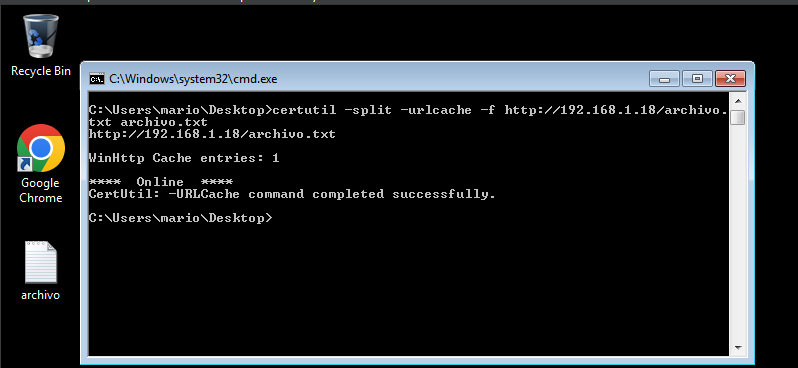 Recycle Bin
C:\Windows\system32\cmd.exe
C:\Users\mario\Desktop>certutil -split -urlcache -f http://192.168.1.18/archivo.
txt archivo.txt
http://192.168.1.18/archivo.txt
WinHttp Cache entries: 1
**** Online ****
CertUtil: -URLCache command completed successfully.
C:\Users\mario\Desktop>
Google
Chrome
archivo